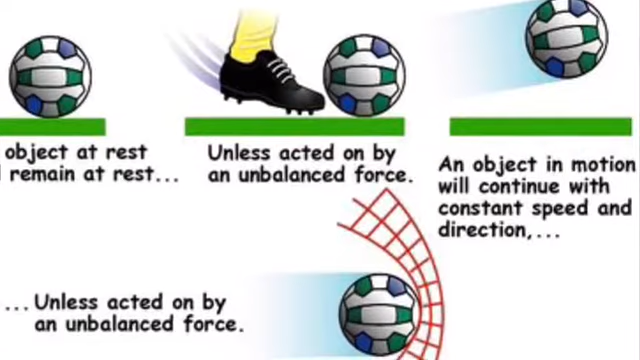 object at rest
remain at rest...
Unless acted on by
an unbalanced force.
An object in motion
will continue with
constant speed and
direction,...
... Unless acted on by
an unbalanced force.